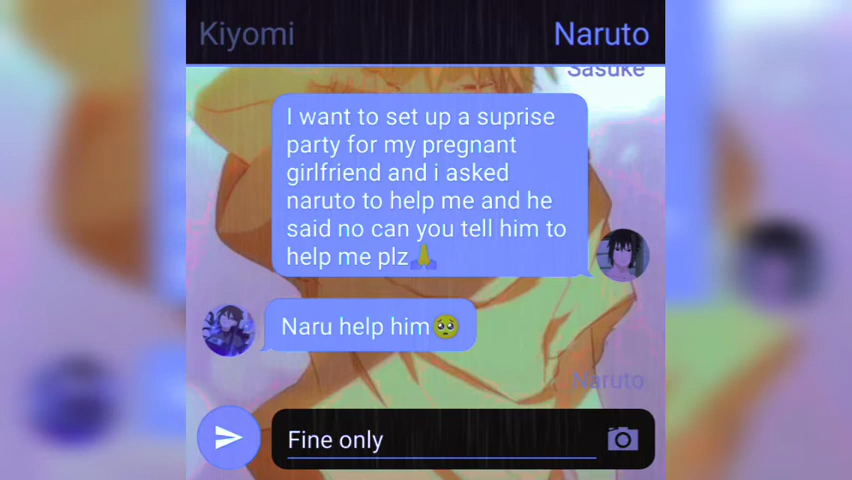 Kiyomi Naruto
Sasuke
I want to set up a suprise
party for my pregnant
girlfriend and i asked
naruto to help me and he
said no can you tell him to
help me plz🙏
Naru help him🥺
Naruto
Fine only